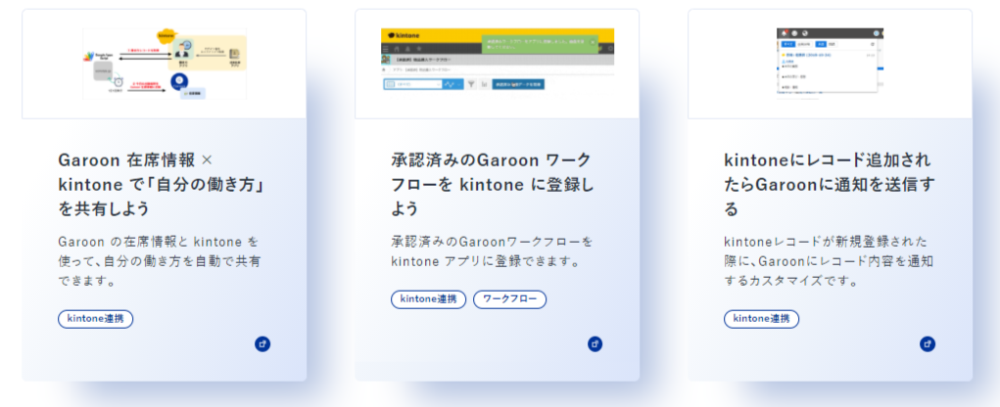 kintone
Garoon 在席情報 ×
kintone で「自分の働き方」
を共有しよう
Garoon の在席情報と kintone を
使って、自分の働き方を自動で共有
できます。
kintone連携
kintone
承認済みのGaroon ワーク
フローを kintone に登録し
よう
承認済みのGaroonワークフローを
kintone アプリに登録できます。
kintone連携
ワークフロー
kintoneにレコード追加され
たらGaroonに通知を送信す
る
kintoneレコードが新規登録された
際に、Garoonにレコード内容を通知
するカスタマイズです。
kintone連携